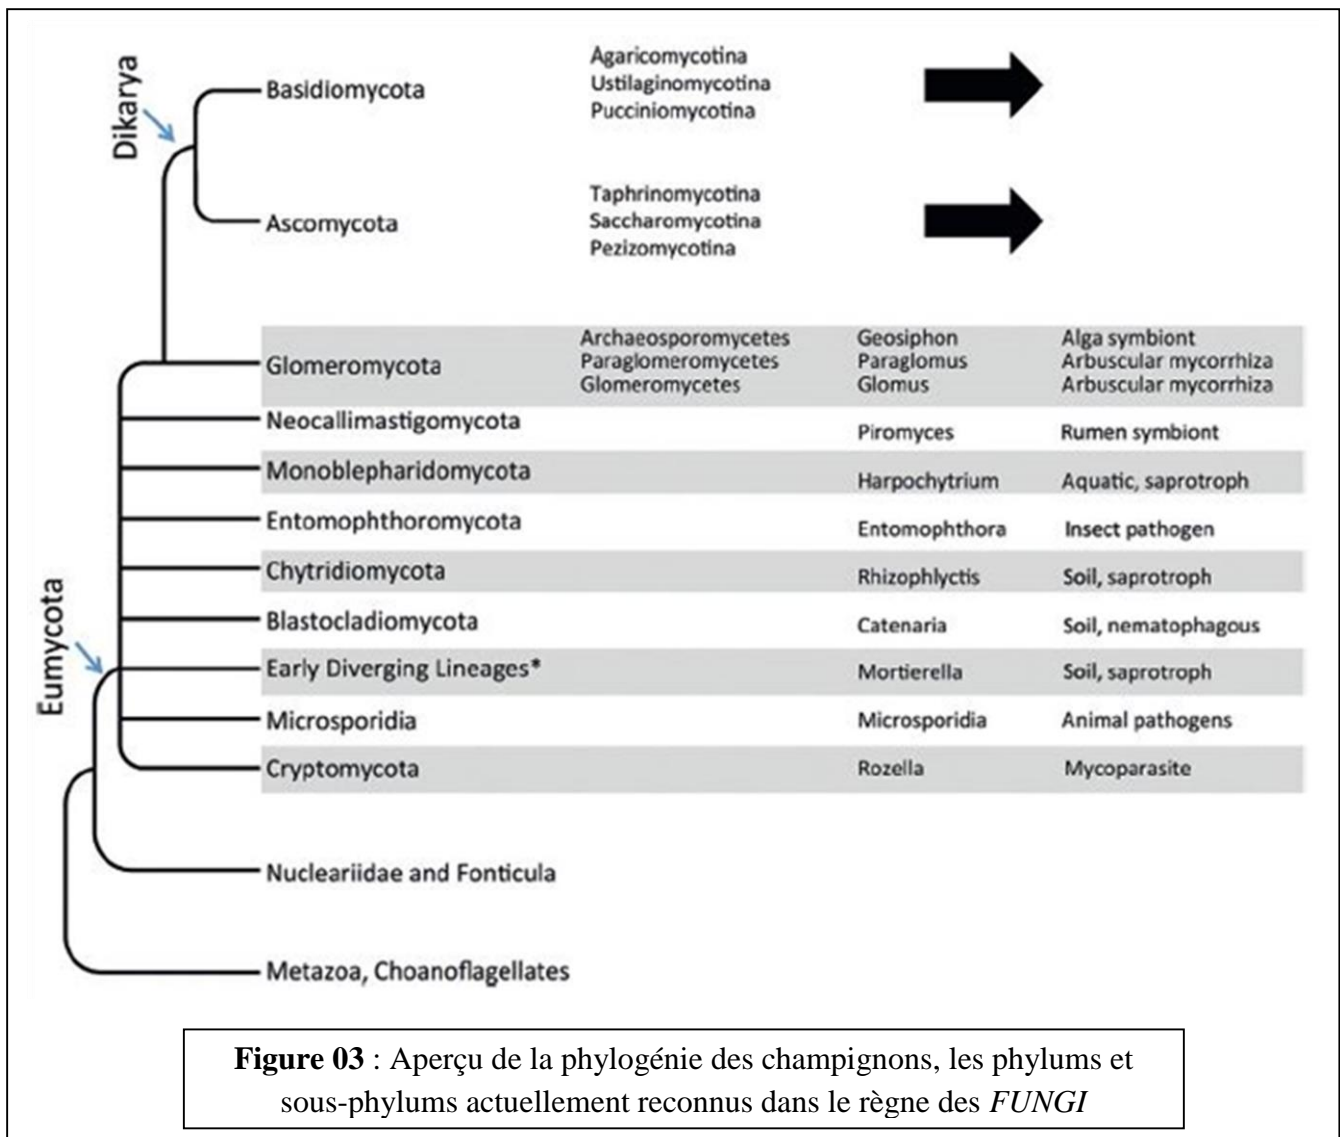 Dikarya
Basidiomycota
Agaricomycotina
Ustilaginomycotina
Pucciniomycotina
Ascomycota
Taphrinomycotina
Saccharomycotina
Pezizomycotina
Glomeromycota
Archaeosporomycetes Geosiphon Alga symbiont
Paraglomeromycetes Paraglomus Arbuscular mycorrhiza
Glomeromycetes Glomus Arbuscular mycorrhiza
Neocallimastigomycota Piromyces Rumen symbiont
Monoblepharidomycota Harpochytrium Aquatic, saprotroph
Entomophthoromycota Entomophthora Insect pathogen
Chytridiomycota Rhizophlyctis Soil, saprotroph
Blastocladiomycota Catenaria Soil, nematophagous
Eumycota
Early Diverging Lineages* Mortierella Soil, saprotroph
Microsporidia Microsporidia Animal pathogens
Cryptomycota Rozella Mycoparasite
Nucleariidae and Fonticula
Metazoa, Choanoflagellates
Figure 03 : Aperçu de la phylogénie des champignons, les phylums et
sous-phylums actuellement reconnus dans le règne des FUNGI